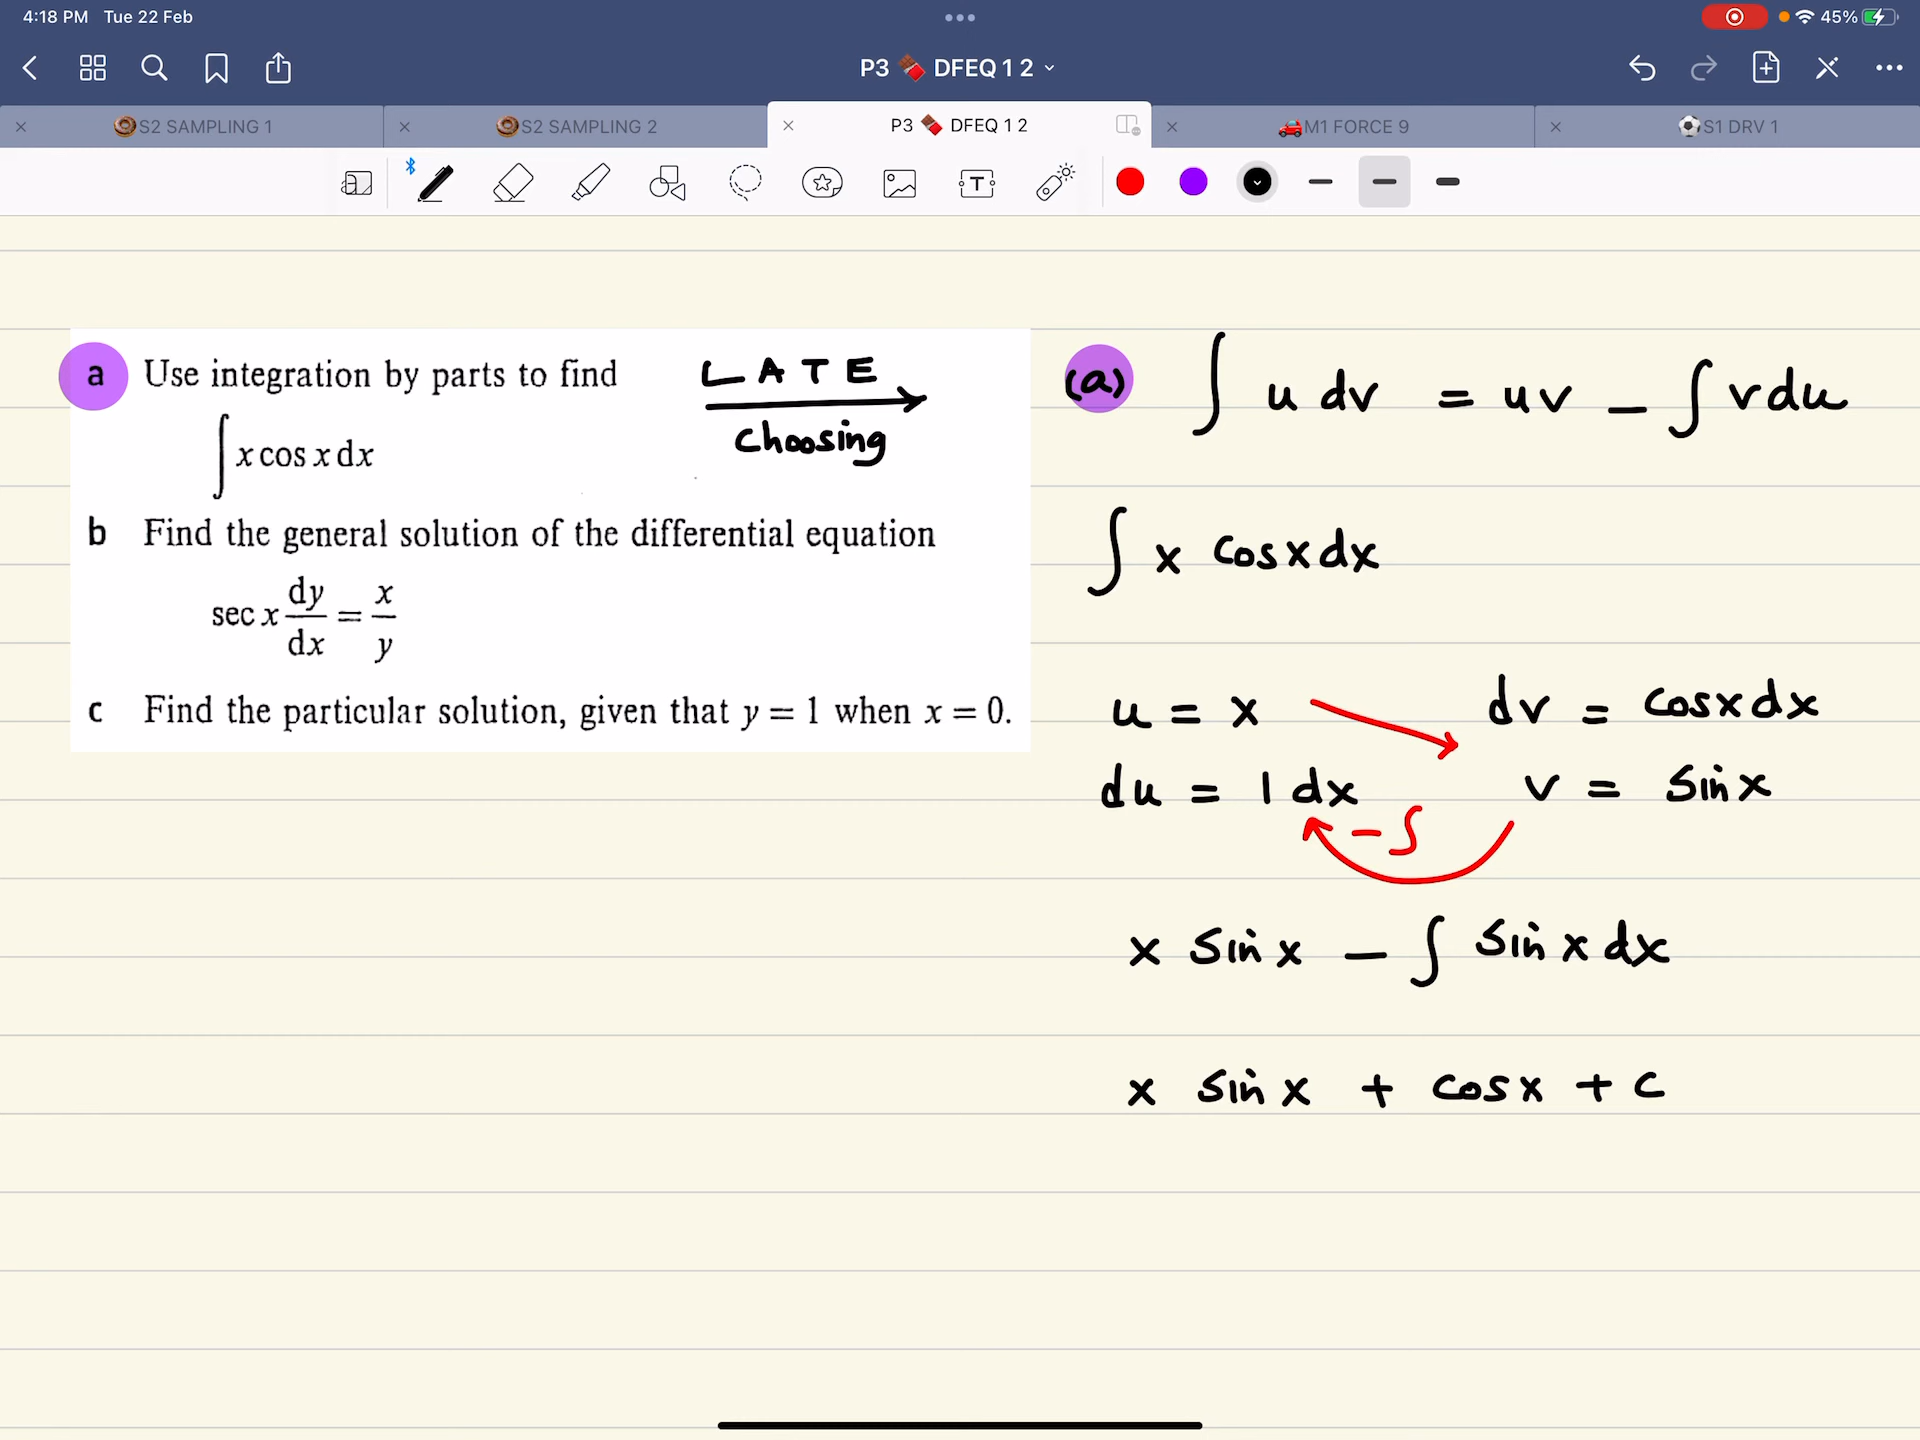 4:18 PM Tue 22 Feb
45%
P3 🍫 DFEQ 1 2
S2 SAMPLING 1
S2 SAMPLING 2
P3 🍫 DFEQ 1 2
M1 FORCE 9
S1 DRV 1
a Use integration by parts to find
∫ x cos x dx
LATE
Choosing
b Find the general solution of the differential equation
sec x dy/dx = x/y
c Find the particular solution, given that y = 1 when x = 0.
(a) ∫ u dv = uv − ∫ v du
∫ x cosx dx
u = x dv = cosx dx
du = 1 dx v = sin x
−∫
x sin x − ∫ sin x dx
x sin x + cos x + c